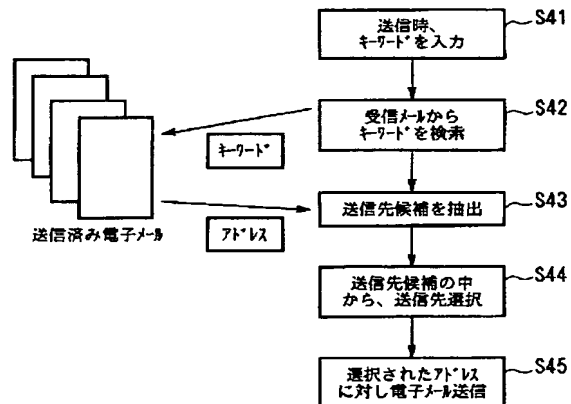 送信時、
ｷｰﾜｰﾄﾞを入力
S41
受信ﾒｰﾙから
ｷｰﾜｰﾄﾞを検索
S42
ｷｰﾜｰﾄﾞ
送信先候補を抽出
S43
ｱﾄﾞﾚｽ
送信済み電子ﾒｰﾙ
送信先候補の中
から、送信先選択
S44
選択されたｱﾄﾞﾚｽ
に対し電子ﾒｰﾙ送信
S45